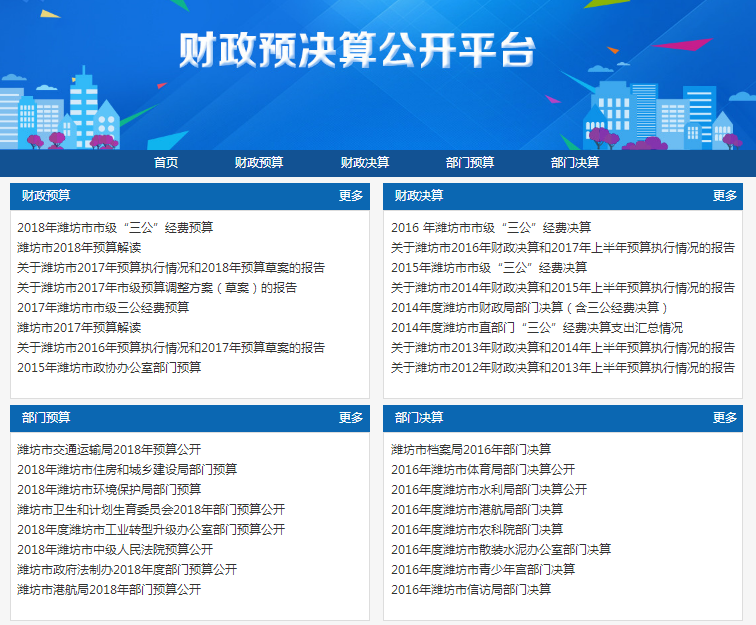 财政预决算公开平台
首页 财政预算 财政决算 部门预算 部门决算
财政预算 更多
2018年潍坊市市级“三公”经费预算
潍坊市2018年预算解读
关于潍坊市2017年预算执行情况和2018年预算草案的报告
关于潍坊市2017年市级预算调整方案（草案）的报告
2017年潍坊市市级三公经费预算
潍坊市2017年预算解读
关于潍坊市2016年预算执行情况和2017年预算草案的报告
2015年潍坊市政协办公室部门预算
财政决算 更多
2016 年潍坊市市级“三公”经费决算
关于潍坊市2016年财政决算和2017年上半年预算执行情况的报告
2015年潍坊市市级“三公”经费决算
关于潍坊市2014年财政决算和2015年上半年预算执行情况的报告
2014年度潍坊市财政局部门决算（含三公经费决算）
2014年度潍坊市直部门“三公”经费决算支出汇总情况
关于潍坊市2013年财政决算和2014年上半年预算执行情况的报告
关于潍坊市2012年财政决算和2013年上半年预算执行情况的报告
部门预算 更多
潍坊市交通运输局2018年预算公开
2018年潍坊市住房和城乡建设局部门预算
2018年潍坊市环境保护局部门预算
潍坊市卫生和计划生育委员会2018年部门预算公开
2018年度潍坊市工业转型升级办公室部门预算公开
2018年潍坊市中级人民法院预算公开
潍坊市政府法制办2018年度部门预算公开
潍坊市港航局2018年部门预算公开
部门决算 更多
潍坊市档案局2016年部门决算
2016年潍坊市体育局部门决算公开
2016年度潍坊市水利局部门决算公开
2016年度潍坊市港航局部门决算
2016年度潍坊市农科院部门决算
2016年度潍坊市散装水泥办公室部门决算
2016年度潍坊市青少年宫部门决算
2016年潍坊市信访局部门决算